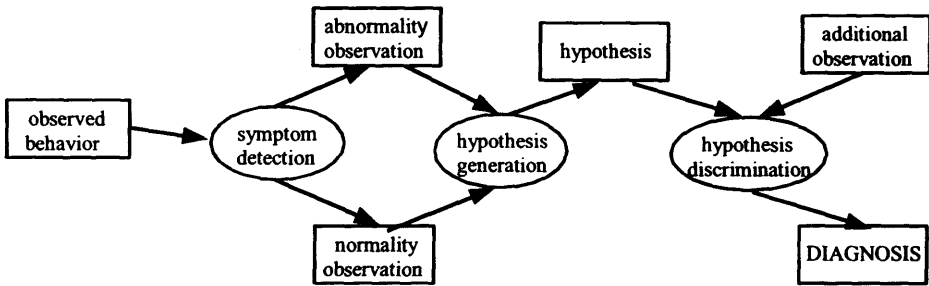 abnormality
observation
hypothesis
additional
observation
observed
behavior
symptom
detection
hypothesis
generation
hypothesis
discrimination
normality
observation
DIAGNOSIS